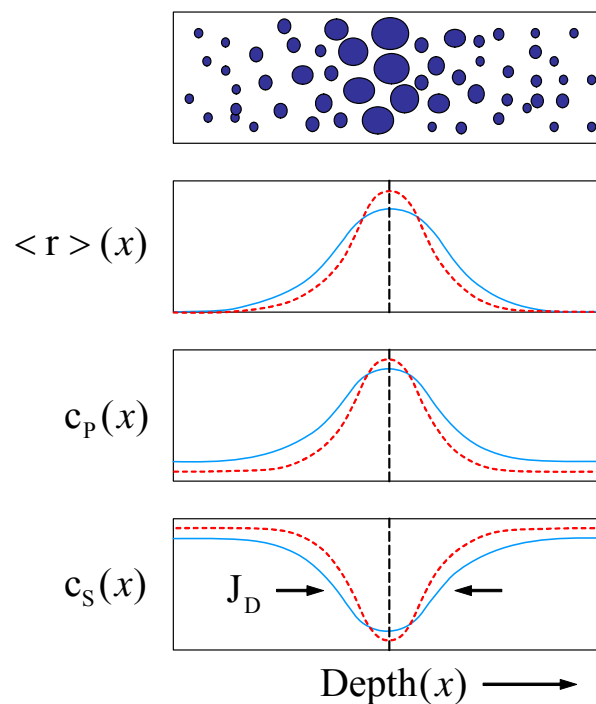 < r > (x)
c_P(x)
c_S(x)
J_D
Depth(x)